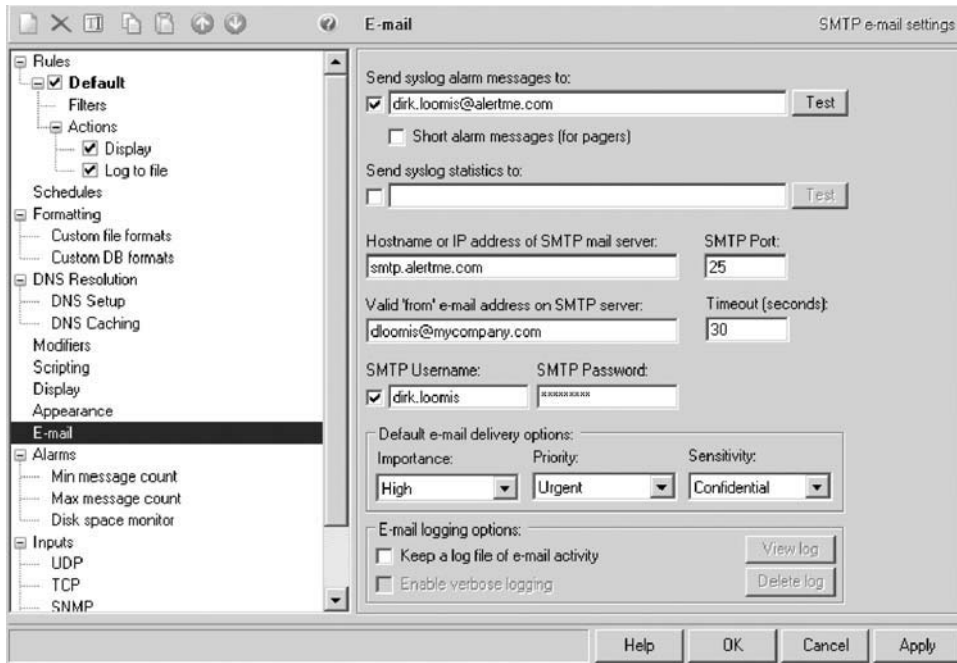 E-mail
SMTP e-mail settings
Rules
Default
Filters
Actions
Display
Log to file
Schedules
Formatting
Custom file formats
Custom DB formats
DNS Resolution
DNS Setup
DNS Caching
Modifiers
Scripting
Display
Appearance
E-mail
Alarms
Min message count
Max message count
Disk space monitor
Inputs
UDP
TCP
SNMP
Send syslog alarm messages to:
dirk.loomis@alertme.com
Test
Short alarm messages (for pagers)
Send syslog statistics to:
Test
Hostname or IP address of SMTP mail server:
SMTP Port:
smtp.alertme.com
25
Valid 'from' e-mail address on SMTP server:
Timeout (seconds):
dloomis@mycompany.com
30
SMTP Username:
SMTP Password:
dirk.loomis
*********
Default e-mail delivery options:
Importance:
Priority:
Sensitivity:
High
Urgent
Confidential
E-mail logging options:
Keep a log file of e-mail activity
View log
Enable verbose logging
Delete log
Help
OK
Cancel
Apply